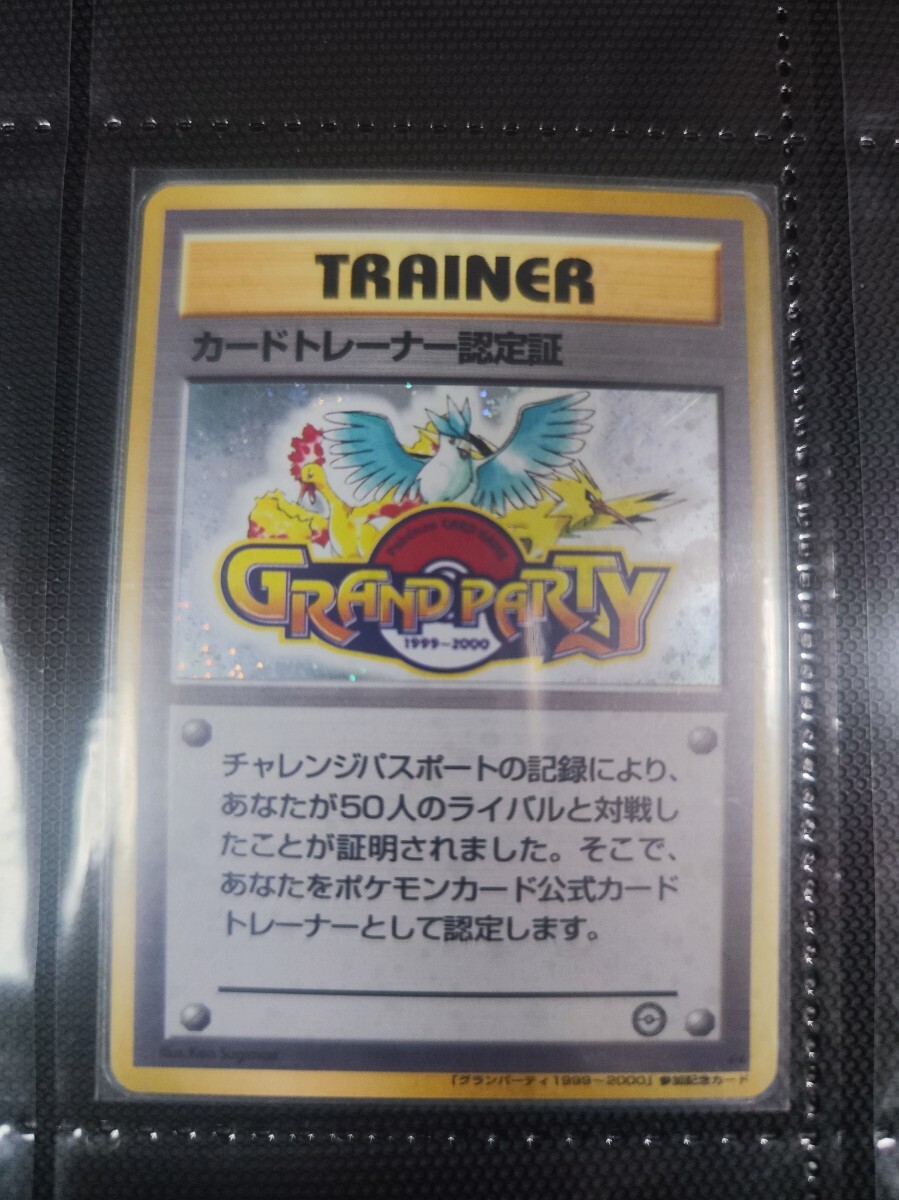 TRAINER
カードトレーナー認定証
POKÉMON CARD GAME
GRAND PARTY
1999~2000
チャレンジパスポートの記録により、
あなたが50人のライバルと対戦し
たことが証明されました。そこで、
あなたをポケモンカード公式カード
トレーナーとして認定します。
Illus. Ken Sugimori
「グランパーティ1999~2000」参加記念カード